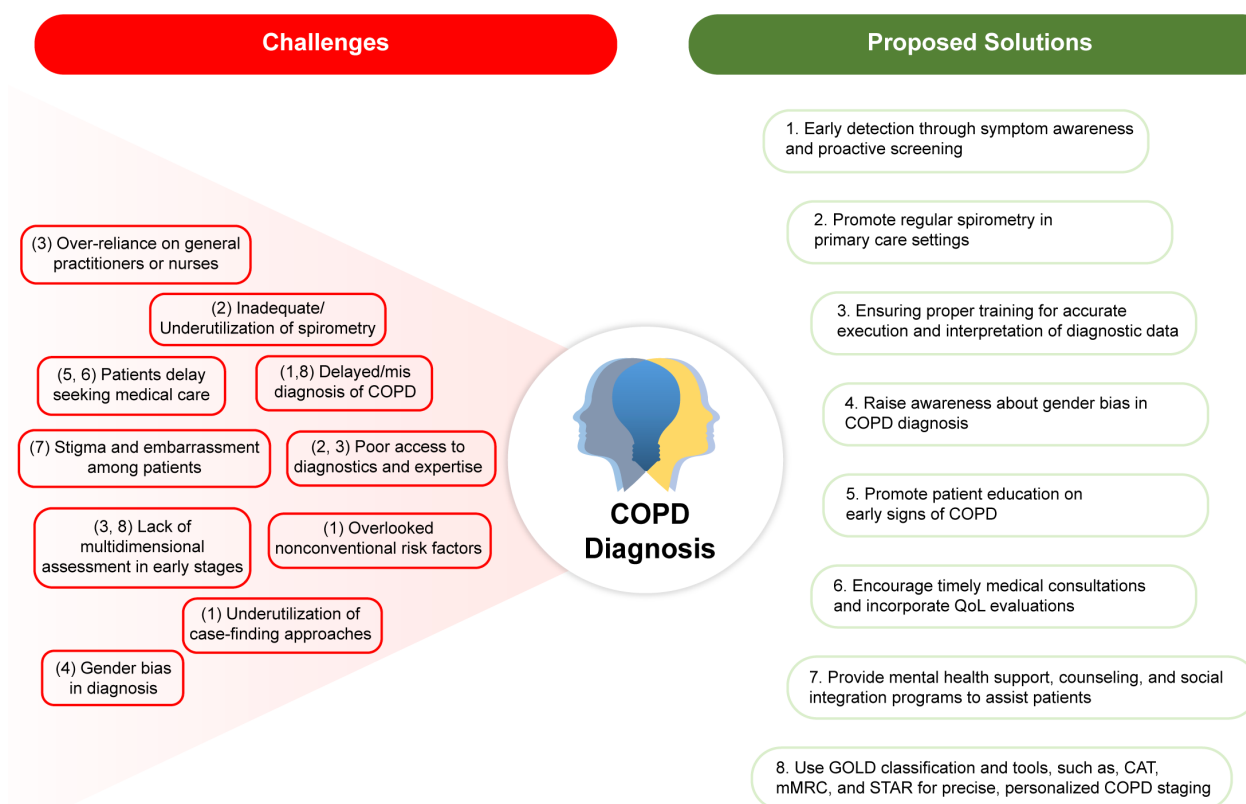 Challenges
Proposed Solutions
(3) Over-reliance on general
practitioners or nurses
(2) Inadequate/
Underutilization of spirometry
(5, 6) Patients delay
seeking medical care
(1,8) Delayed/mis
diagnosis of COPD
(7) Stigma and embarrassment
among patients
(2, 3) Poor access to
diagnostics and expertise
(3, 8) Lack of
multidimensional
assessment in early stages
(1) Overlooked
nonconventional risk factors
(1) Underutilization of
case-finding approaches
(4) Gender bias
in diagnosis
COPD
Diagnosis
1. Early detection through symptom awareness
and proactive screening
2. Promote regular spirometry in
primary care settings
3. Ensuring proper training for accurate
execution and interpretation of diagnostic data
4. Raise awareness about gender bias in
COPD diagnosis
5. Promote patient education on
early signs of COPD
6. Encourage timely medical consultations
and incorporate QoL evaluations
7. Provide mental health support, counseling, and social
integration programs to assist patients
8. Use GOLD classification and tools, such as, CAT,
mMRC, and STAR for precise, personalized COPD staging